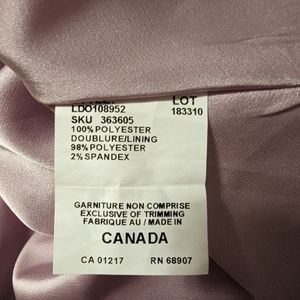 LOT
LDO108952 183310
SKU 363605
100% POLYESTER
DOUBLURE/LINING
98% POLYESTER
2% SPANDEX
GARNITURE NON COMPRISE
EXCLUSIVE OF TRIMMING
FABRIQUE AU / MADE IN
CANADA
CA 01217 RN 68907